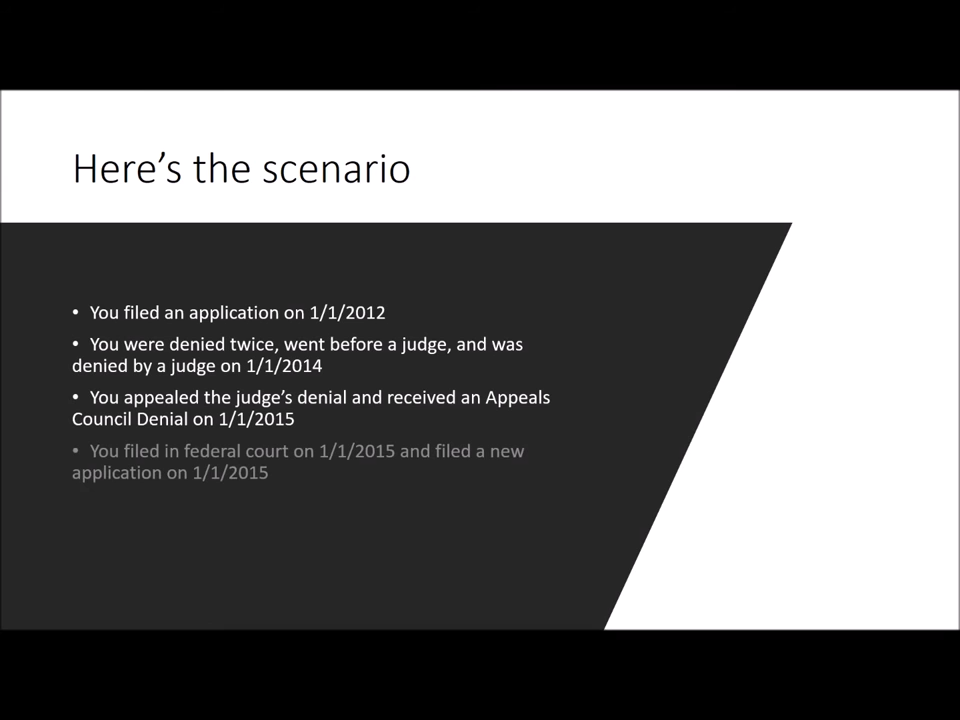 Here’s the scenario
• You filed an application on 1/1/2012
• You were denied twice, went before a judge, and was
denied by a judge on 1/1/2014
• You appealed the judge’s denial and received an Appeals
Council Denial on 1/1/2015
• You filed in federal court on 1/1/2015 and filed a new
application on 1/1/2015